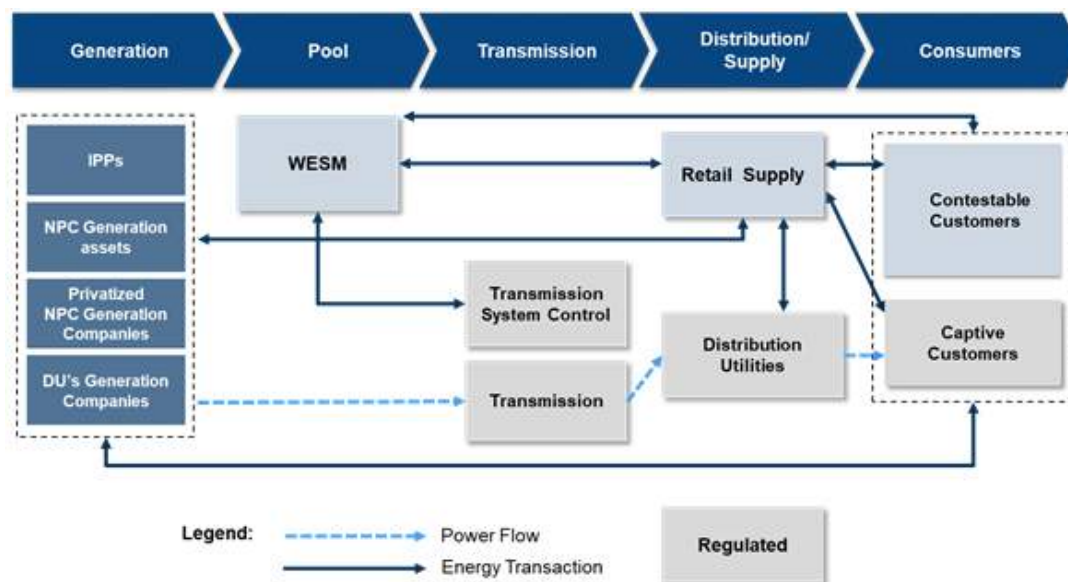 Generation
Pool
Transmission
Distribution/
Supply
Consumers
IPPs
NPC Generation
assets
Privatized
NPC Generation
Companies
DU's Generation
Companies
WESM
Retail Supply
Contestable
Customers
Transmission
System Control
Transmission
Distribution
Utilities
Captive
Customers
Legend:
Power Flow
Energy Transaction
Regulated